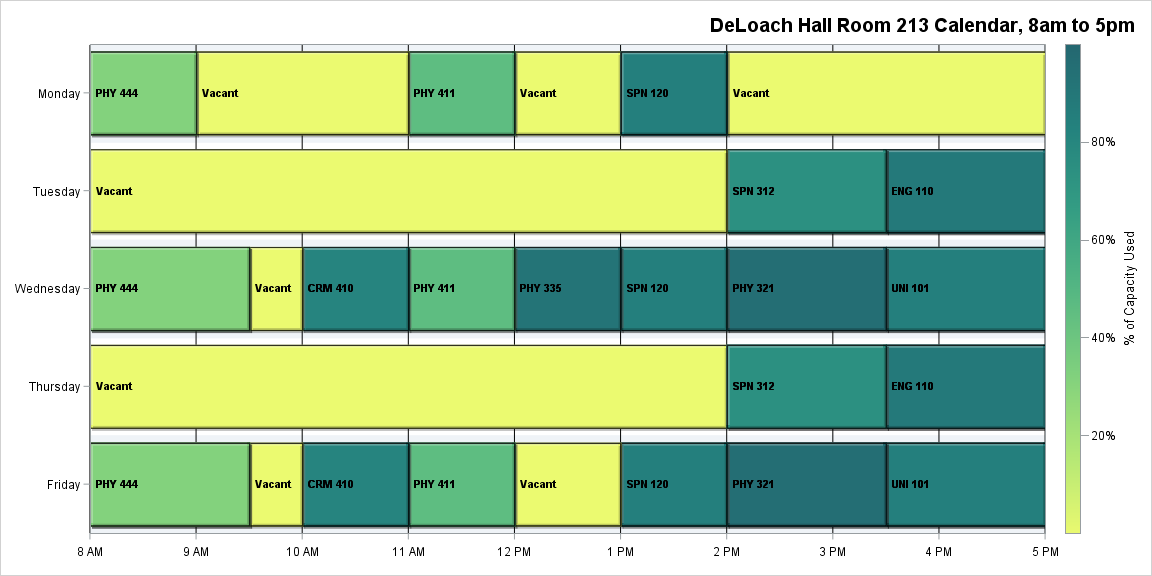 DeLoach Hall Room 213 Calendar, 8am to 5pm
Monday PHY 444 Vacant PHY 411 Vacant SPN 120 Vacant
Tuesday Vacant SPN 312 ENG 110
Wednesday PHY 444 Vacant CRM 410 PHY 411 PHY 335 SPN 120 PHY 321 UNI 101
Thursday Vacant SPN 312 ENG 110
Friday PHY 444 Vacant CRM 410 PHY 411 Vacant SPN 120 PHY 321 UNI 101
8 AM 9 AM 10 AM 11 AM 12 PM 1 PM 2 PM 3 PM 4 PM 5 PM
80%
60%
40%
20%
% of Capacity Used